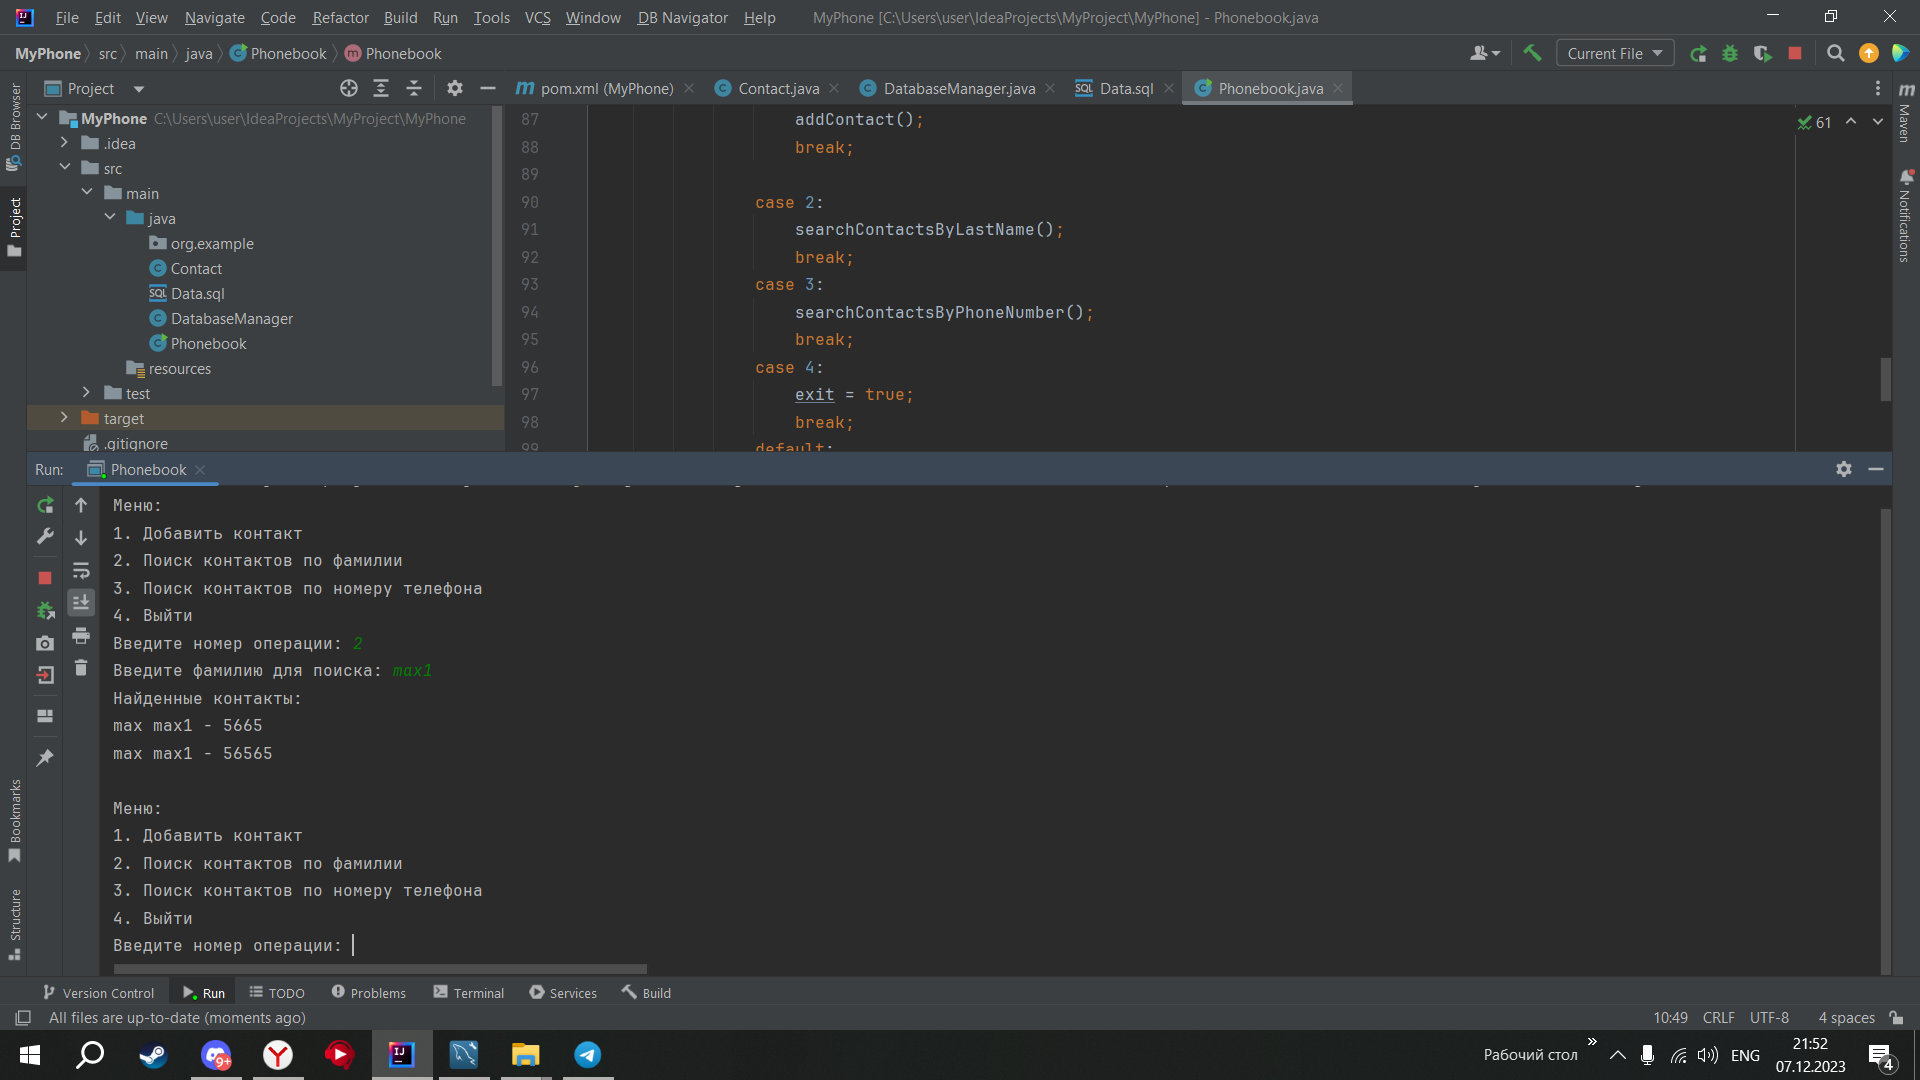 File Edit View Navigate Code Refactor Build Run Tools VCS Window DB Navigator Help MyPhone [C:\Users\user\IdeaProjects\MyProject\MyPhone] - Phonebook.java
MyPhone src main java Phonebook Phonebook
Current File
Project
pom.xml (MyPhone) Contact.java DatabaseManager.java Data.sql Phonebook.java
DB Browser
Project
Bookmarks
Structure
MyPhone C:\Users\user\IdeaProjects\MyProject\MyPhone
.idea
src
main
java
org.example
Contact
Data.sql
DatabaseManager
Phonebook
resources
test
target
.gitignore
87 addContact();
88 break;
89
90 case 2:
91 searchContactsByLastName();
92 break;
93 case 3:
94 searchContactsByPhoneNumber();
95 break;
96 case 4:
97 exit = true;
98 break;
99 default:
61
Maven
Notifications
Run: Phonebook
Меню:
1. Добавить контакт
2. Поиск контактов по фамилии
3. Поиск контактов по номеру телефона
4. Выйти
Введите номер операции: 2
Введите фамилию для поиска: max1
Найденные контакты:
max max1 - 5665
max max1 - 56565
Меню:
1. Добавить контакт
2. Поиск контактов по фамилии
3. Поиск контактов по номеру телефона
4. Выйти
Введите номер операции:
Version Control Run TODO Problems Terminal Services Build
All files are up-to-date (moments ago) 10:49 CRLF UTF-8 4 spaces
9+ Рабочий стол ENG 21:52
07.12.2023 4